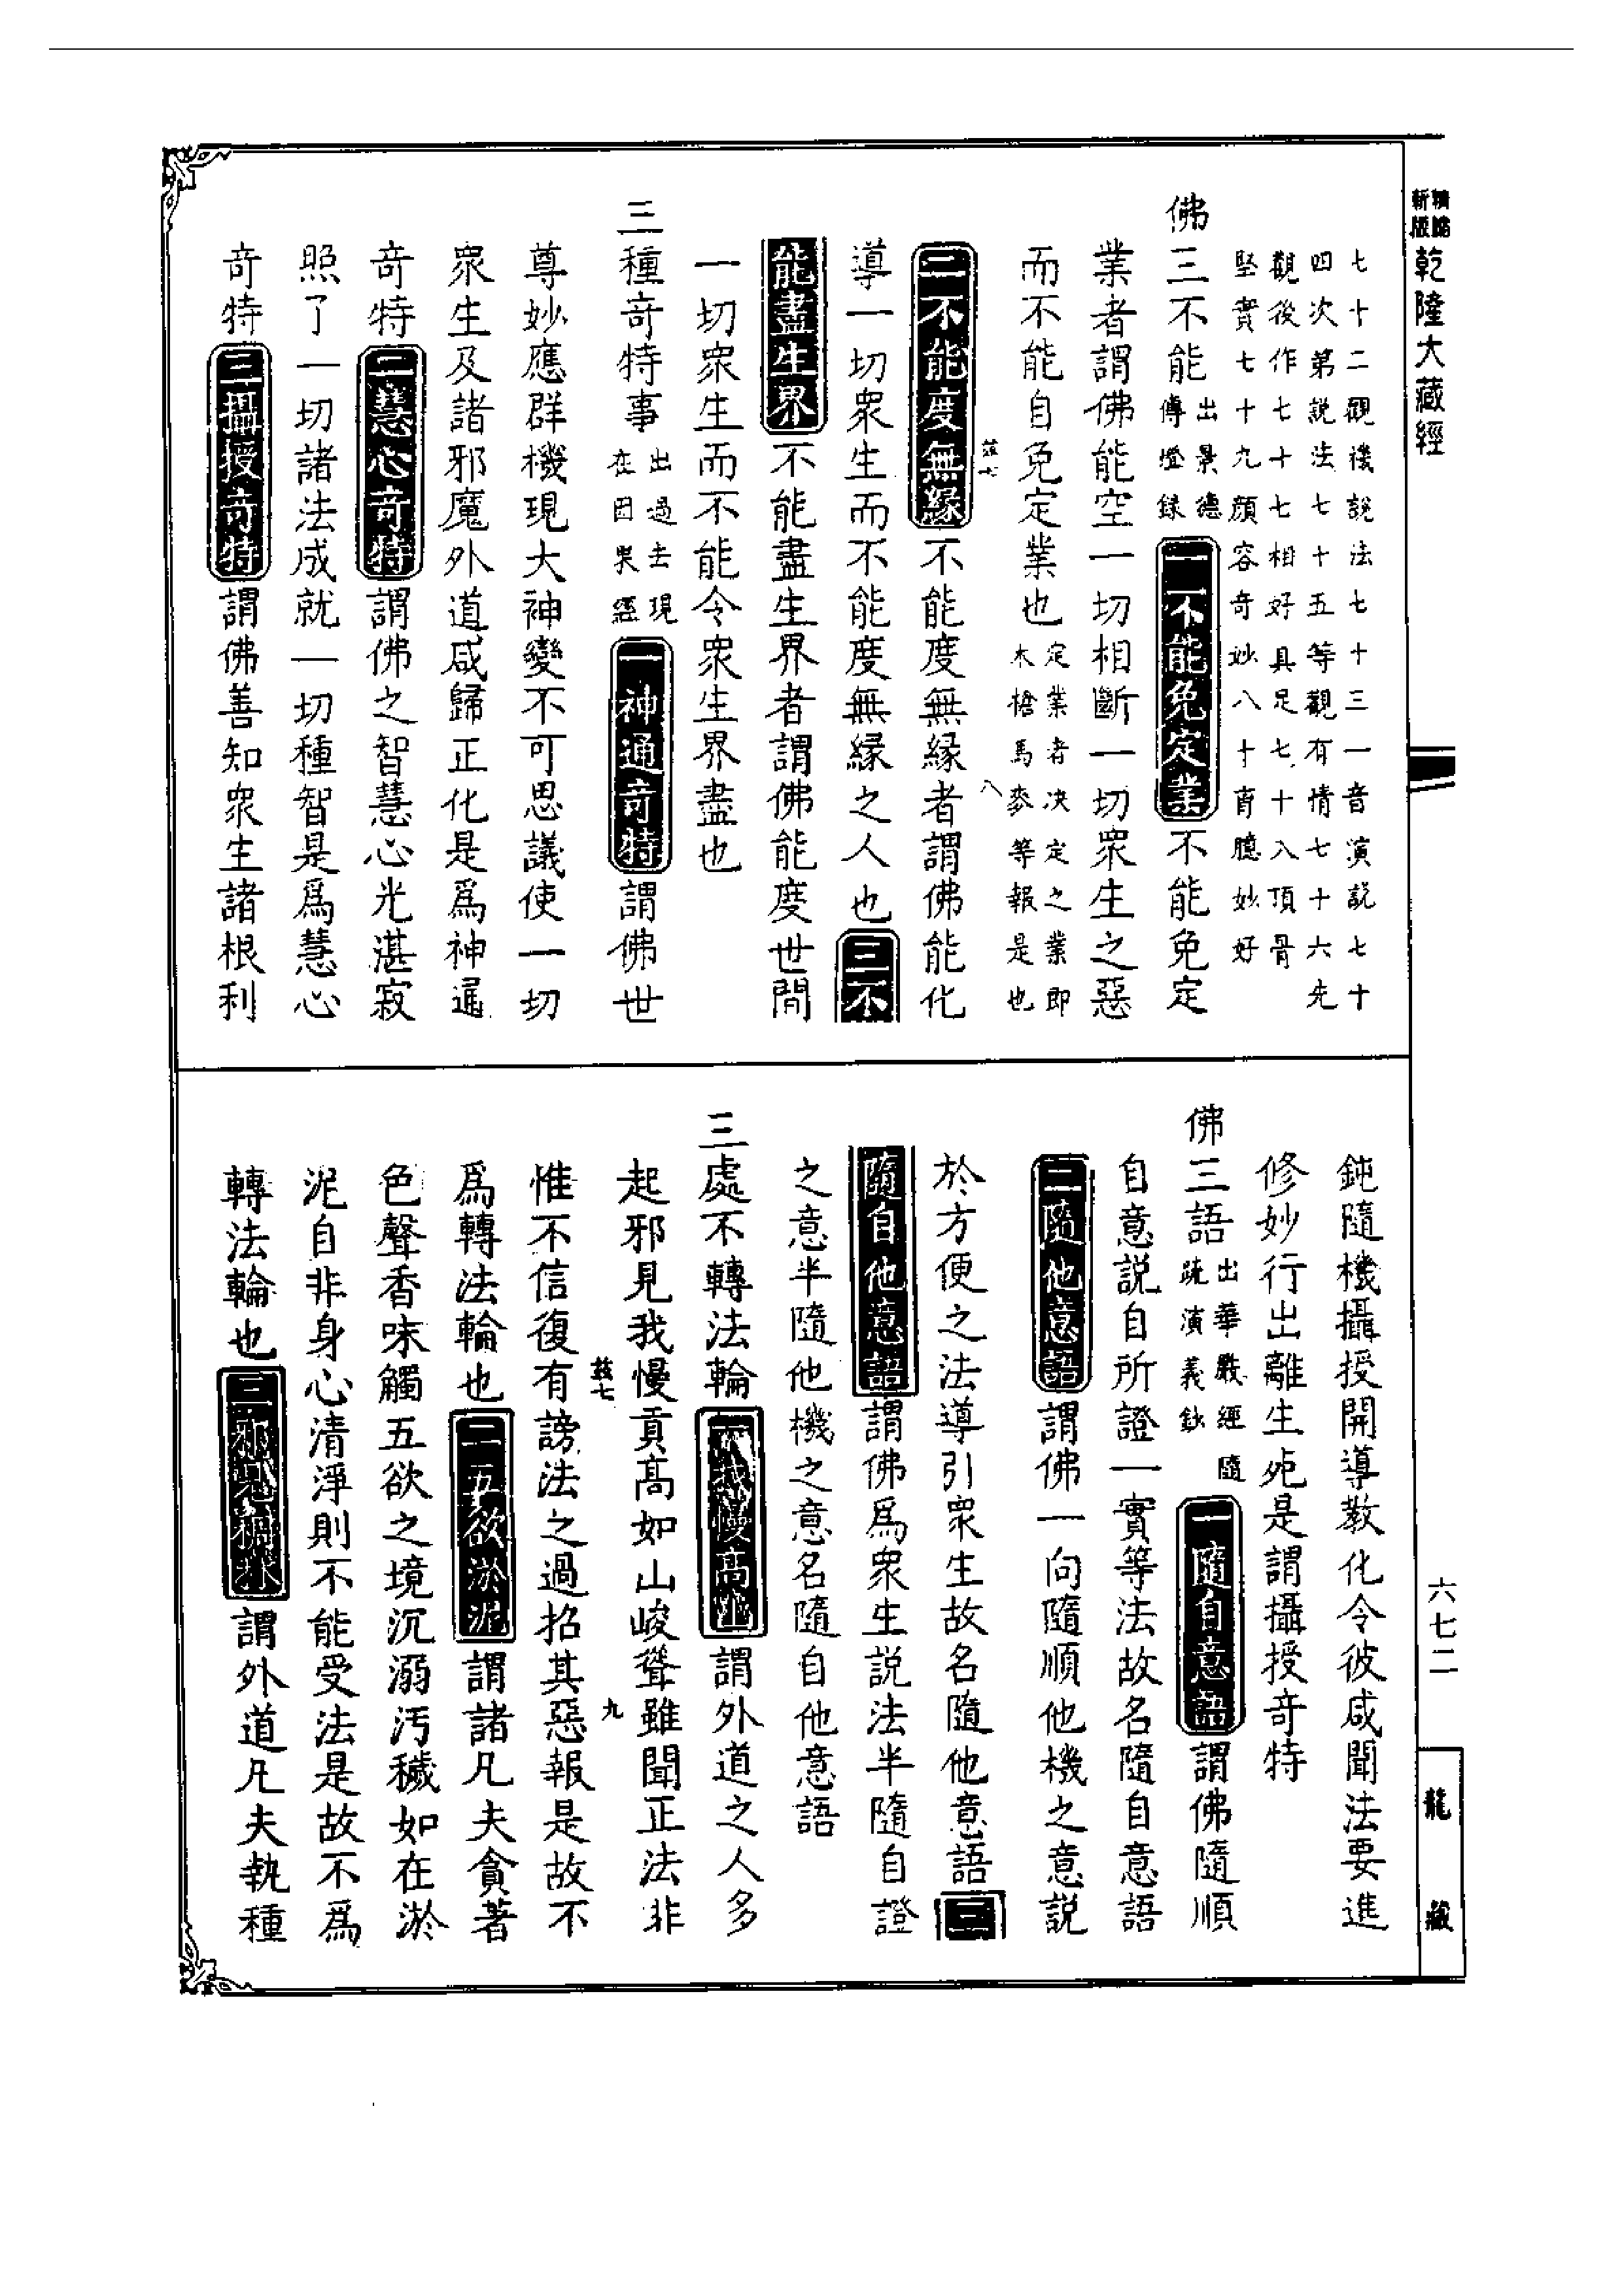 乾隆大藏經
七十二觀機說法七十三一音演說七十
四次第說法七十五等觀有情七十六先
觀後作七十七相好具足七十八頂骨
堅實七十九顏容奇妙八十胷臆妙好
佛三不能
出景德
傳燈錄
一不能免定業不能免定
業者謂佛能空一切相斷一切衆生之惡
而不能自免定業也
定業者決定之業即
木槍馬麥等報是也
二不能度無緣不能度無緣者謂佛能化
導一切衆生而不能度無緣之人也三不
能盡生界不能盡生界者謂佛能度世間
一切衆生而不能令衆生界盡也
三種奇特事
出過去現
在因果經
一神通奇特謂佛世
尊妙應群機現大神變不可思議使一切
衆生及諸邪魔外道咸歸正化是爲神通
奇特二慧心奇特謂佛之智慧心光湛寂
照了一切諸法成就一切種智是爲慧心
奇特三攝授奇特謂佛善知衆生諸根利
六七二
龍藏
鈍隨機攝授開導教化令彼咸聞法要進
修妙行出離生死是謂攝授奇特
佛三語
出華嚴經隨
疏演義鈔
一隨自意語謂佛隨順
自意說自所證一實等法故名隨自意語
二隨他意語謂佛一向隨順他機之意說
於方便之法導引衆生故名隨他意語三
隨自他意語謂佛爲衆生說法半隨自證
之意半隨他機之意名隨自他意語
三處不轉法輪一我慢高山謂外道之人多
起邪見我慢貢高如山峻聳雖聞正法非
惟不信復有謗法之過招其惡報是故不
爲轉法輪也二五欲淤泥謂諸凡夫貪著
色聲香味觸五欲之境沉溺汚穢如在淤
泥自非身心清淨則不能受法是故不爲
轉法輪也三邪見稠林謂外道凡夫執種